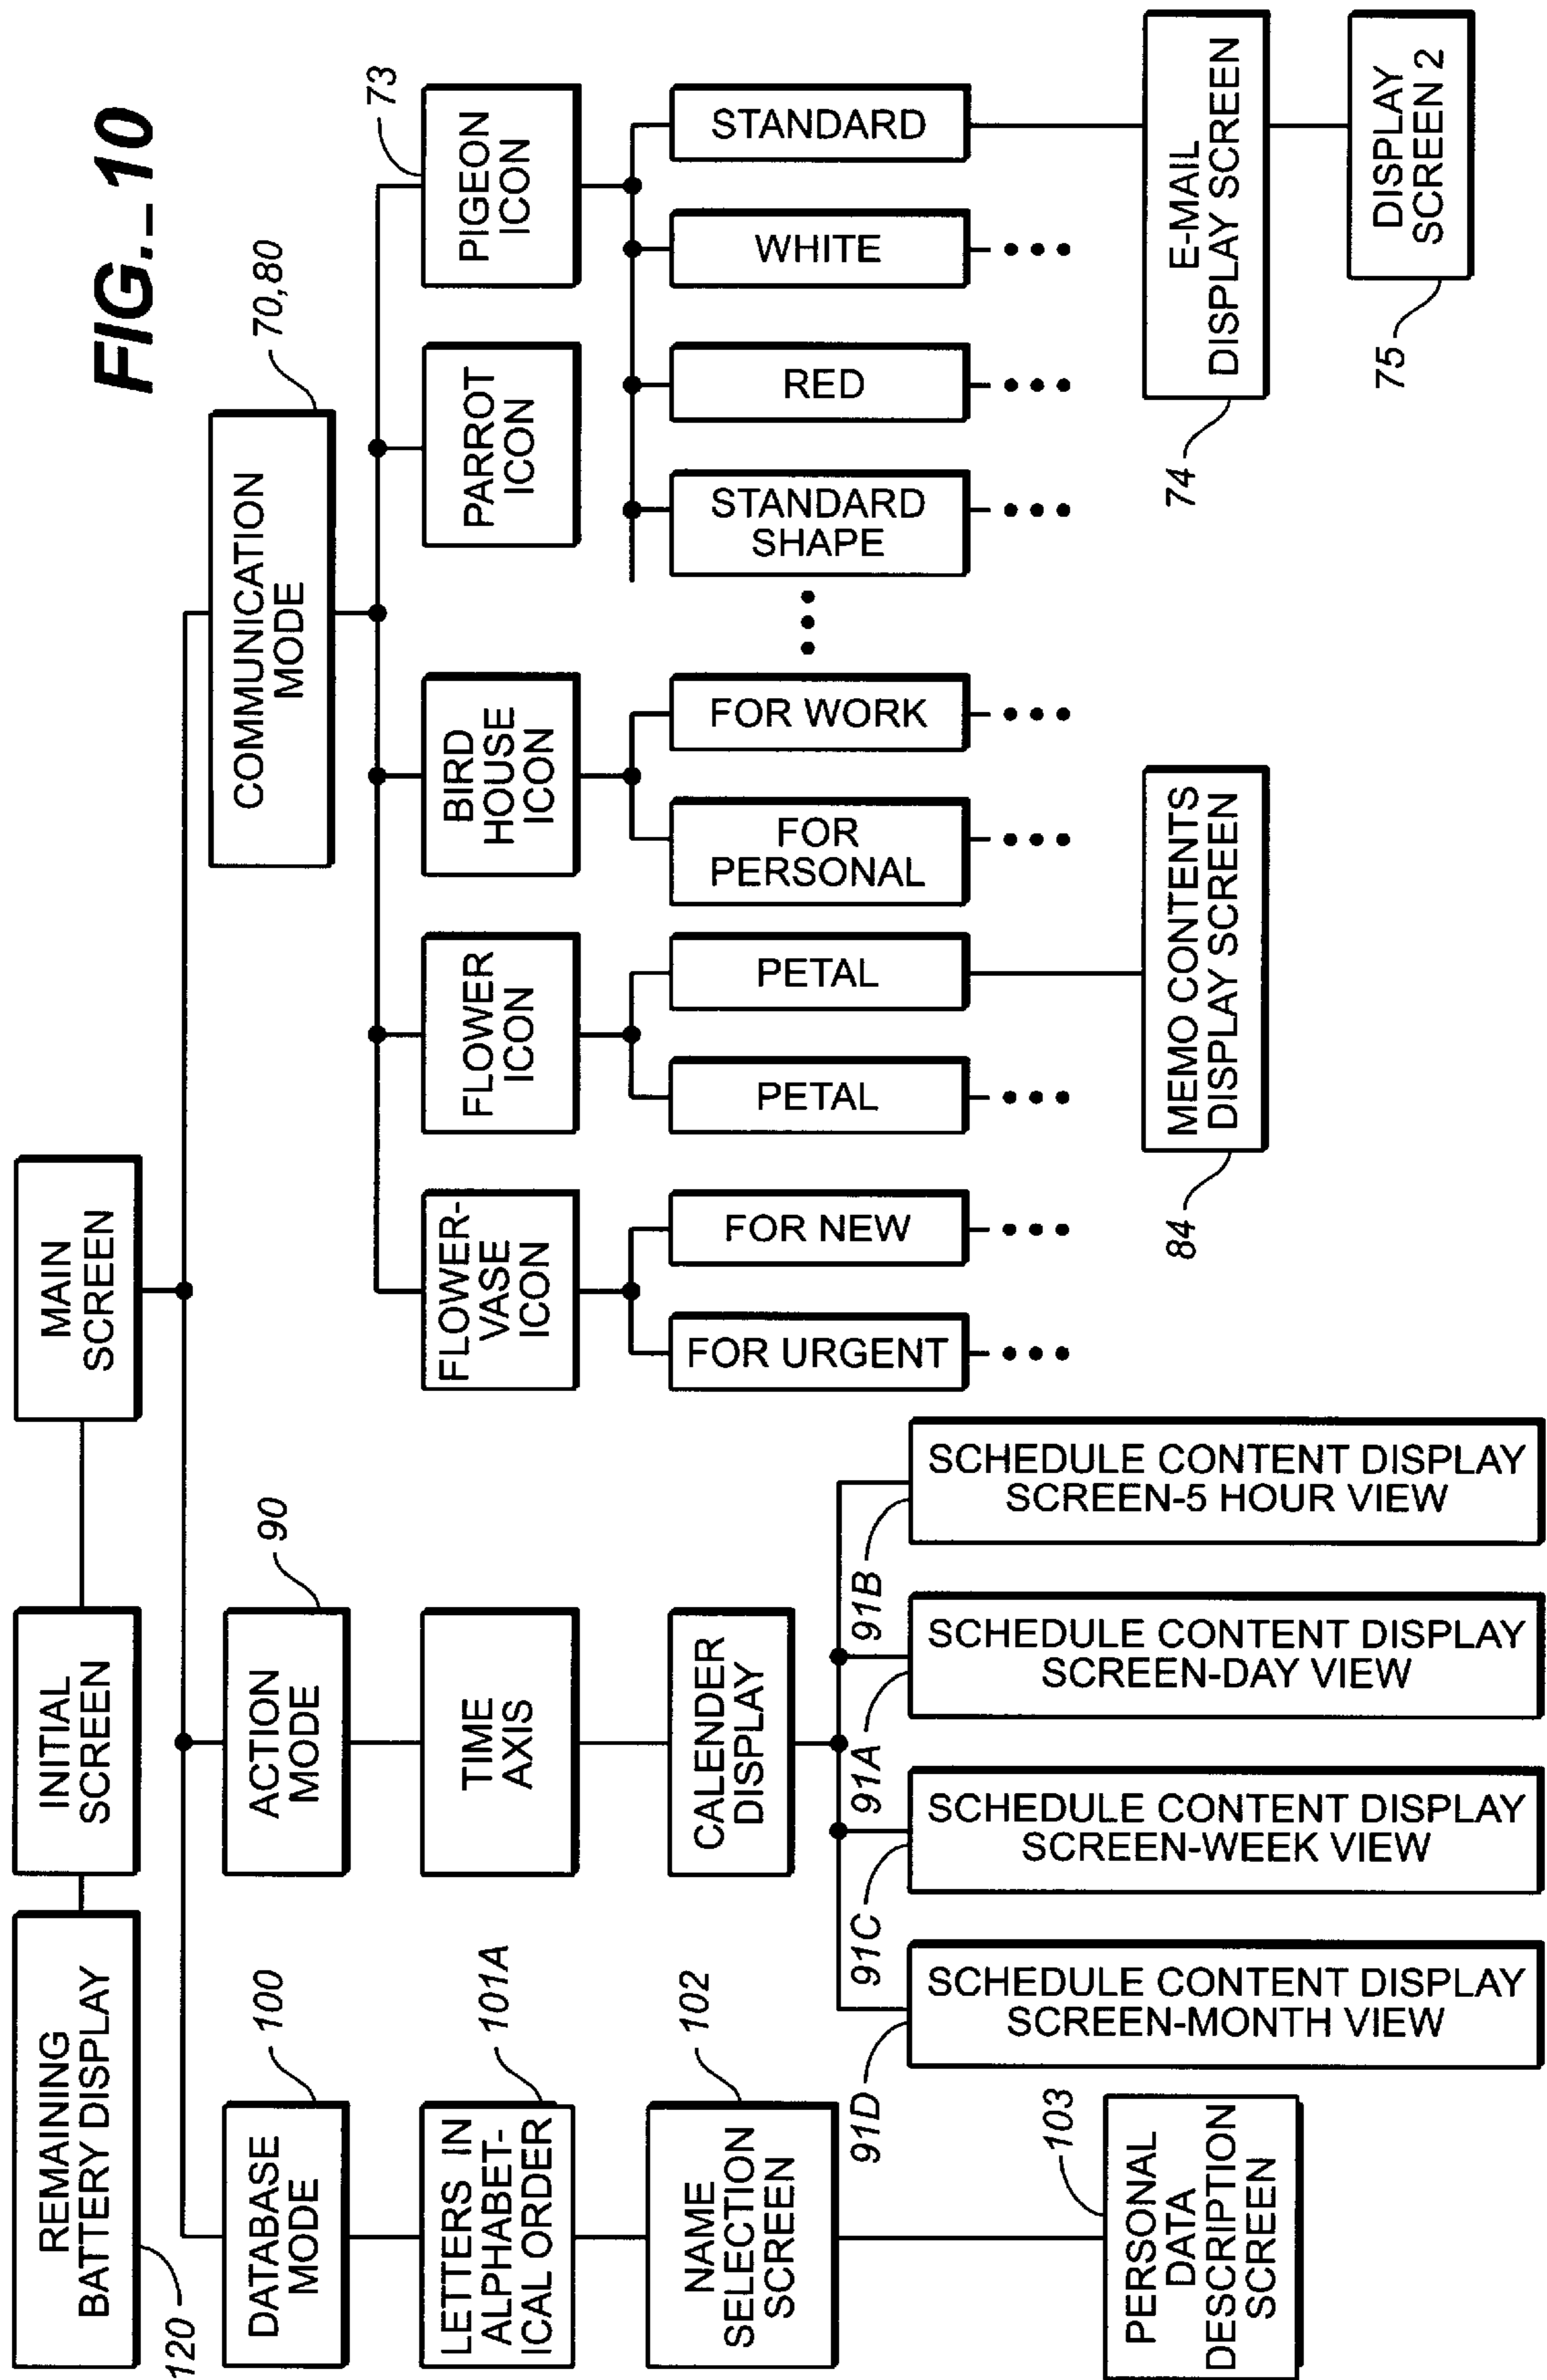 FIG._10
REMAINING
BATTERY DISPLAY
120
INITIAL
SCREEN
MAIN
SCREEN
DATABASE
MODE
100
ACTION
MODE
90
COMMUNICATION
MODE
70,80
LETTERS IN
ALPHABET-
ICAL ORDER
101A
TIME
AXIS
FLOWER-
VASE
ICON
FLOWER
ICON
BIRD
HOUSE
ICON
PARROT
ICON
PIGEON
ICON
73
NAME
SELECTION
SCREEN
102
CALENDER
DISPLAY
FOR URGENT
FOR NEW
PETAL
PETAL
FOR
PERSONAL
FOR WORK
STANDARD
SHAPE
RED
WHITE
STANDARD
91D
SCHEDULE CONTENT DISPLAY
SCREEN-MONTH VIEW
91C
SCHEDULE CONTENT DISPLAY
SCREEN-WEEK VIEW
91A
SCHEDULE CONTENT DISPLAY
SCREEN-DAY VIEW
91B
SCHEDULE CONTENT DISPLAY
SCREEN-5 HOUR VIEW
PERSONAL
DATA
DESCRIPTION
SCREEN
103
MEMO CONTENTS
DISPLAY SCREEN
84
E-MAIL
DISPLAY SCREEN
74
DISPLAY
SCREEN 2
75